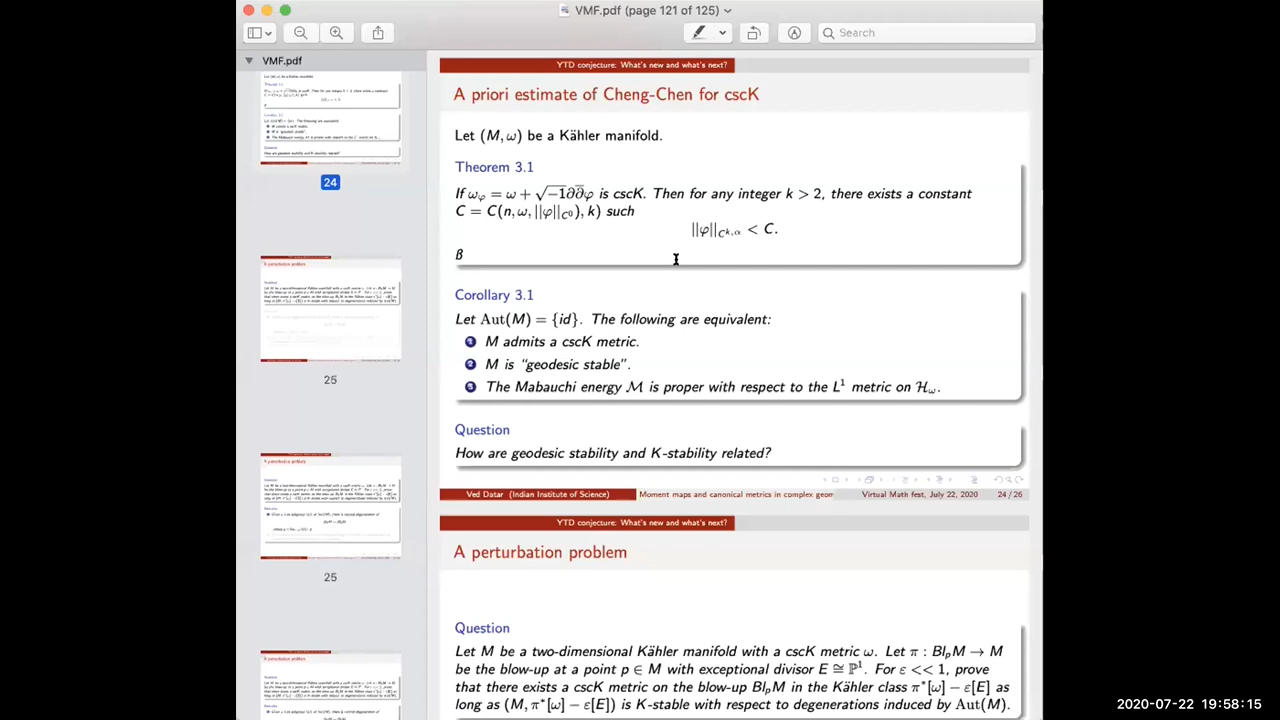 VMF.pdf (page 121 of 125)
Search
VMF.pdf
24
25
25
YTD conjecture: What's new and what's next?
A priori estimate of Cheng-Chen for cscK
Let (M, ω) be a Kähler manifold.
Theorem 3.1
If ω_φ = ω + √-1∂∂̅φ is cscK. Then for any integer k > 2, there exists a constant
C = C(n, ω, ||φ||_{C^0}), k) such
||φ||_{C^{k,α}} < C.
ß
Corollary 3.1
Let Aut(M) = {id}. The following are equivalent:
1 M admits a cscK metric.
2 M is “geodesic stable”.
3 The Mabauchi energy M is proper with respect to the L^1 metric on H_ω.
Question
How are geodesic stability and K-stability related?
Ved Datar (Indian Institute of Science) Moment maps and canonical metrics in complex geom Virtual Math fest, July 22, 2020 / 26
YTD conjecture: What's new and what's next?
A perturbation problem
Question
Let M be a two-dimensional Kähler manifold with a cscK metric ω. Let π : Bl_pM → M
be the blow-up at a point p ∈ M with exceptional divisor E ≅ P^1. For ε << 1, prove
that there exists a cscK metric on the blow-up Bl_pM in the Kähler class π*[ω] − ε[E] so
long as (M, π*[ω] − ε[E]) is K-stable with respect to degenerations induced by Aut(M).
2020-07-22 19:58:15